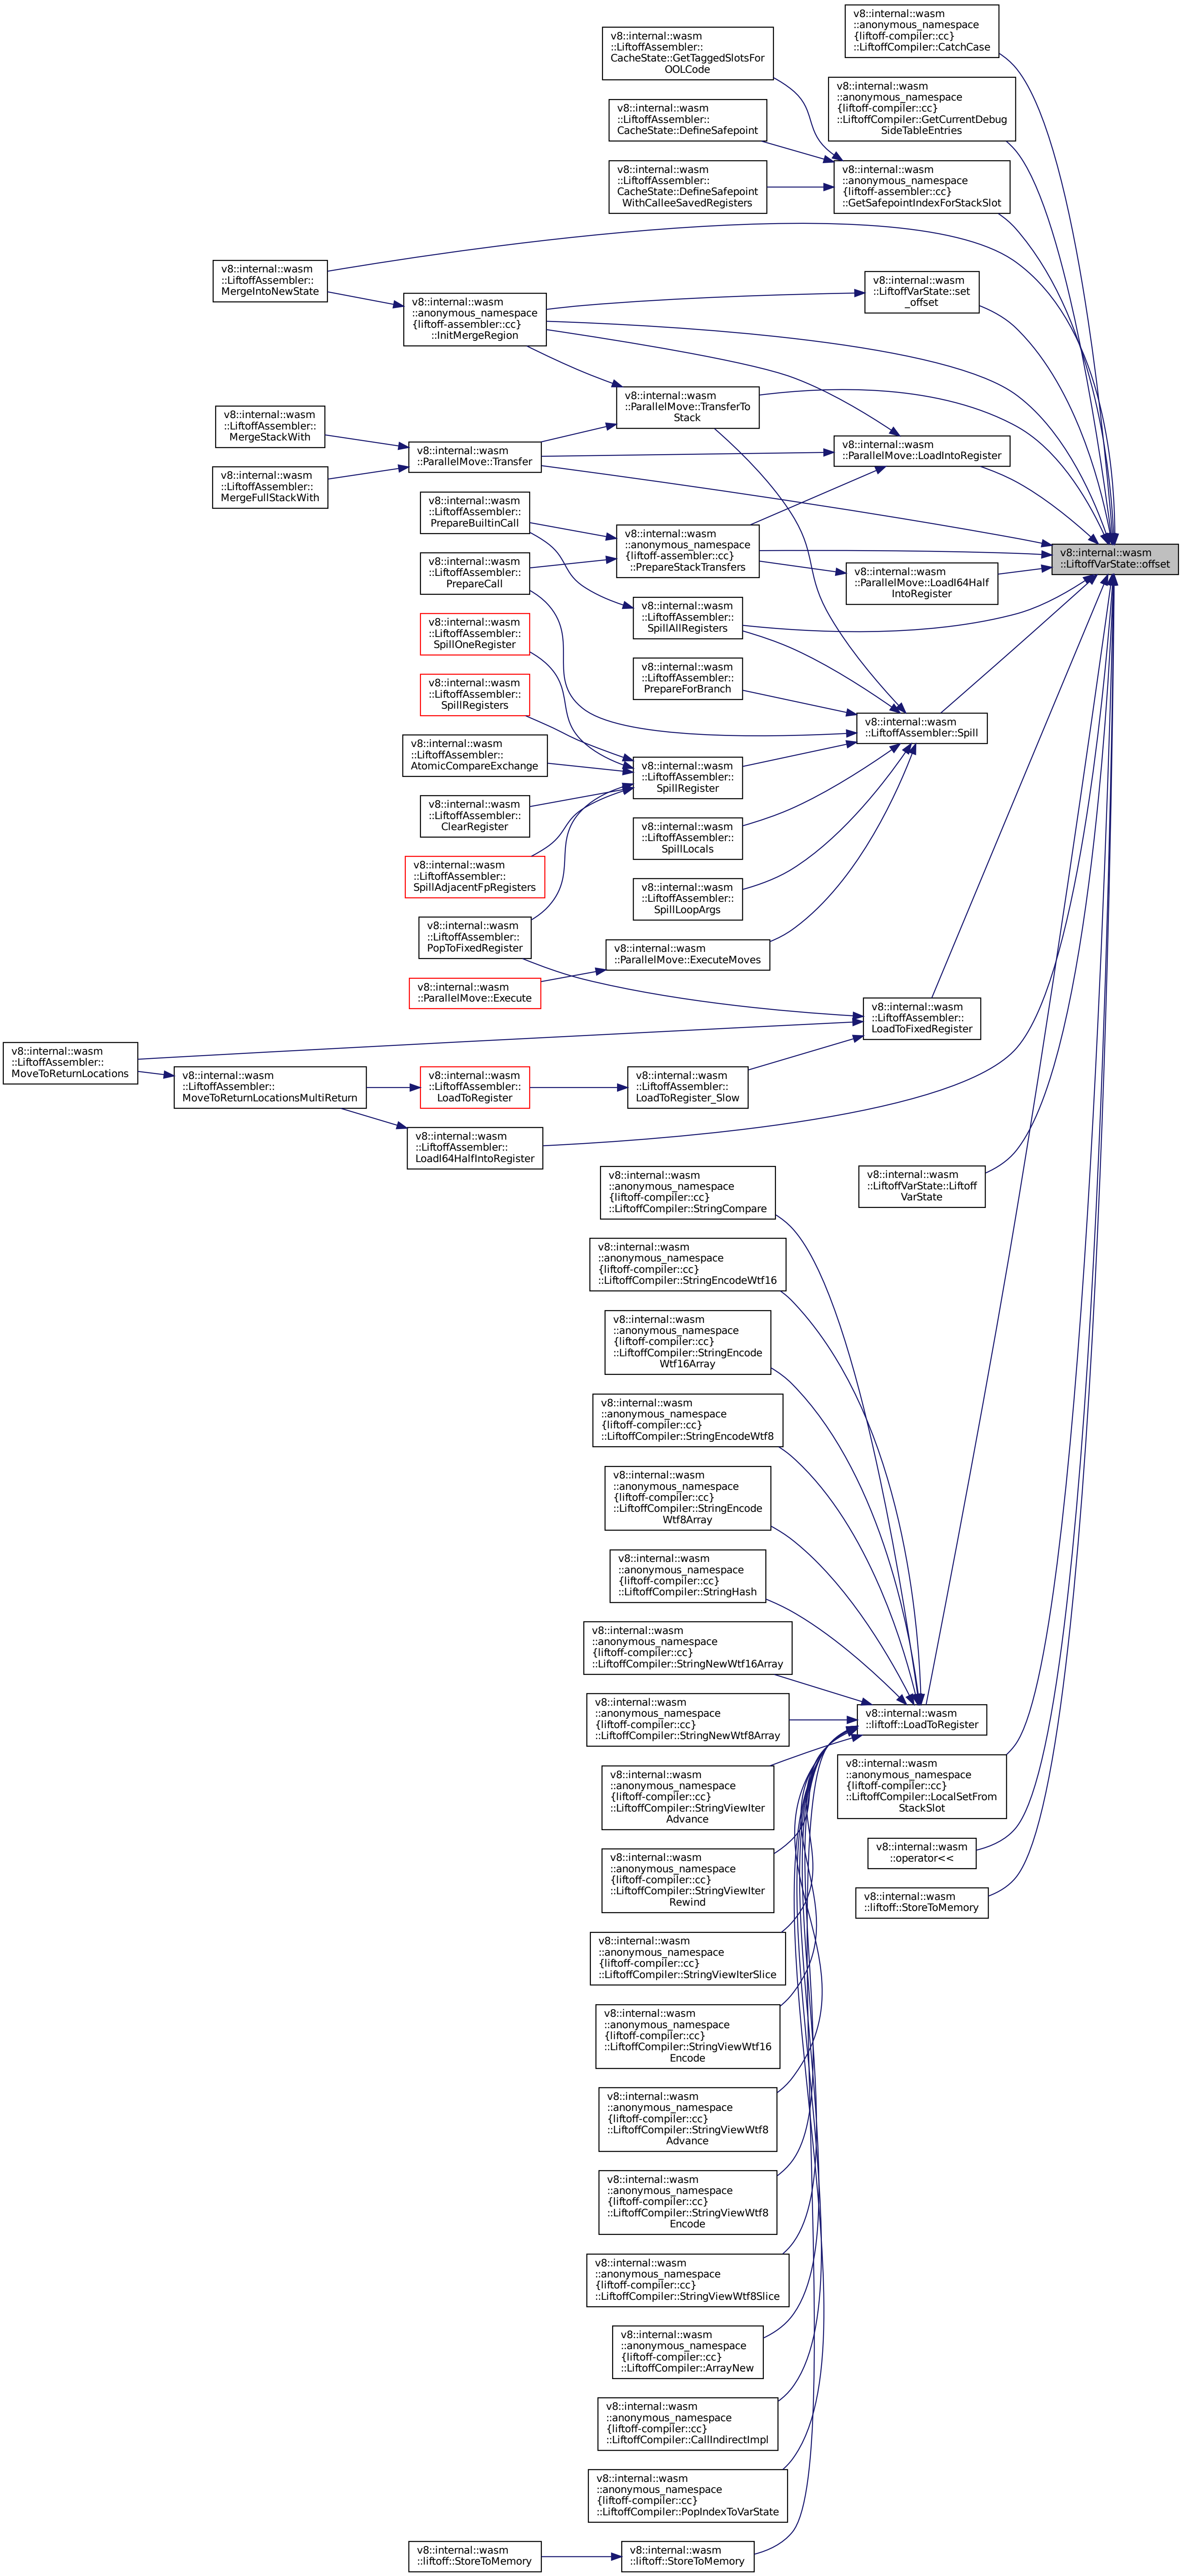 v8::internal::wasm
::anonymous_namespace
{liftoff-compiler::cc}
::LiftoffCompiler::CatchCase
v8::internal::wasm
::LiftoffAssembler::
CacheState::GetTaggedSlotsFor
OOLCode
v8::internal::wasm
::anonymous_namespace
{liftoff-compiler::cc}
::LiftoffCompiler::GetCurrentDebug
SideTableEntries
v8::internal::wasm
::LiftoffAssembler::
CacheState::DefineSafepoint
v8::internal::wasm
::LiftoffAssembler::
CacheState::DefineSafepoint
WithCalleeSavedRegisters
v8::internal::wasm
::anonymous_namespace
{liftoff-assembler::cc}
::GetSafepointIndexForStackSlot
v8::internal::wasm
::LiftoffAssembler::
MergeIntoNewState
v8::internal::wasm
::LiftoffVarState::set
_offset
v8::internal::wasm
::anonymous_namespace
{liftoff-assembler::cc}
::InitMergeRegion
v8::internal::wasm
::ParallelMove::TransferTo
Stack
v8::internal::wasm
::LiftoffAssembler::
MergeStackWith
v8::internal::wasm
::ParallelMove::Transfer
v8::internal::wasm
::ParallelMove::LoadIntoRegister
v8::internal::wasm
::LiftoffAssembler::
MergeFullStackWith
v8::internal::wasm
::LiftoffAssembler::
PrepareBuiltinCall
v8::internal::wasm
::anonymous_namespace
{liftoff-assembler::cc}
::PrepareStackTransfers
v8::internal::wasm
::LiftoffVarState::offset
v8::internal::wasm
::LiftoffAssembler::
PrepareCall
v8::internal::wasm
::ParallelMove::LoadI64Half
IntoRegister
v8::internal::wasm
::LiftoffAssembler::
SpillAllRegisters
v8::internal::wasm
::LiftoffAssembler::
SpillOneRegister
v8::internal::wasm
::LiftoffAssembler::
PrepareForBranch
v8::internal::wasm
::LiftoffAssembler::
SpillRegisters
v8::internal::wasm
::LiftoffAssembler::Spill
v8::internal::wasm
::LiftoffAssembler::
AtomicCompareExchange
v8::internal::wasm
::LiftoffAssembler::
SpillRegister
v8::internal::wasm
::LiftoffAssembler::
ClearRegister
v8::internal::wasm
::LiftoffAssembler::
SpillLocals
v8::internal::wasm
::LiftoffAssembler::
SpillAdjacentFpRegisters
v8::internal::wasm
::LiftoffAssembler::
SpillLoopArgs
v8::internal::wasm
::LiftoffAssembler::
PopToFixedRegister
v8::internal::wasm
::ParallelMove::ExecuteMoves
v8::internal::wasm
::ParallelMove::Execute
v8::internal::wasm
::LiftoffAssembler::
LoadToFixedRegister
v8::internal::wasm
::LiftoffAssembler::
MoveToReturnLocations
v8::internal::wasm
::LiftoffAssembler::
MoveToReturnLocationsMultiReturn
v8::internal::wasm
::LiftoffAssembler::
LoadToRegister
v8::internal::wasm
::LiftoffAssembler::
LoadToRegister_Slow
v8::internal::wasm
::LiftoffAssembler::
LoadI64HalfIntoRegister
v8::internal::wasm
::LiftoffVarState::Liftoff
VarState
v8::internal::wasm
::anonymous_namespace
{liftoff-compiler::cc}
::LiftoffCompiler::StringCompare
v8::internal::wasm
::anonymous_namespace
{liftoff-compiler::cc}
::LiftoffCompiler::StringEncodeWtf16
v8::internal::wasm
::anonymous_namespace
{liftoff-compiler::cc}
::LiftoffCompiler::StringEncode
Wtf16Array
v8::internal::wasm
::anonymous_namespace
{liftoff-compiler::cc}
::LiftoffCompiler::StringEncodeWtf8
v8::internal::wasm
::anonymous_namespace
{liftoff-compiler::cc}
::LiftoffCompiler::StringEncode
Wtf8Array
v8::internal::wasm
::anonymous_namespace
{liftoff-compiler::cc}
::LiftoffCompiler::StringHash
v8::internal::wasm
::anonymous_namespace
{liftoff-compiler::cc}
::LiftoffCompiler::StringNewWtf16Array
v8::internal::wasm
::anonymous_namespace
{liftoff-compiler::cc}
::LiftoffCompiler::StringNewWtf8Array
v8::internal::wasm
::liftoff::LoadToRegister
v8::internal::wasm
::anonymous_namespace
{liftoff-compiler::cc}
::LiftoffCompiler::LocalSetFrom
StackSlot
v8::internal::wasm
::anonymous_namespace
{liftoff-compiler::cc}
::LiftoffCompiler::StringViewIter
Advance
v8::internal::wasm
::operator<<
v8::internal::wasm
::anonymous_namespace
{liftoff-compiler::cc}
::LiftoffCompiler::StringViewIter
Rewind
v8::internal::wasm
::liftoff::StoreToMemory
v8::internal::wasm
::anonymous_namespace
{liftoff-compiler::cc}
::LiftoffCompiler::StringViewIterSlice
v8::internal::wasm
::anonymous_namespace
{liftoff-compiler::cc}
::LiftoffCompiler::StringViewWtf16
Encode
v8::internal::wasm
::anonymous_namespace
{liftoff-compiler::cc}
::LiftoffCompiler::StringViewWtf8
Advance
v8::internal::wasm
::anonymous_namespace
{liftoff-compiler::cc}
::LiftoffCompiler::StringViewWtf8
Encode
v8::internal::wasm
::anonymous_namespace
{liftoff-compiler::cc}
::LiftoffCompiler::StringViewWtf8Slice
v8::internal::wasm
::anonymous_namespace
{liftoff-compiler::cc}
::LiftoffCompiler::ArrayNew
v8::internal::wasm
::anonymous_namespace
{liftoff-compiler::cc}
::LiftoffCompiler::CallIndirectImpl
v8::internal::wasm
::anonymous_namespace
{liftoff-compiler::cc}
::LiftoffCompiler::PopIndexToVarState
v8::internal::wasm
::liftoff::StoreToMemory
v8::internal::wasm
::liftoff::StoreToMemory